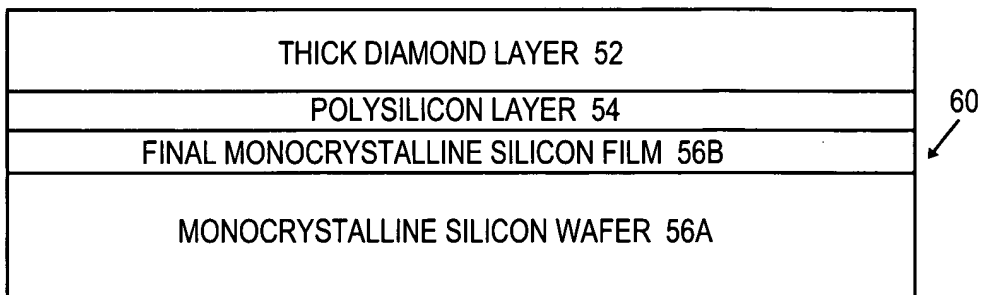 THICK DIAMOND LAYER 52
POLYSILICON LAYER 54
60
FINAL MONOCRYSTALLINE SILICON FILM 56B
MONOCRYSTALLINE SILICON WAFER 56A